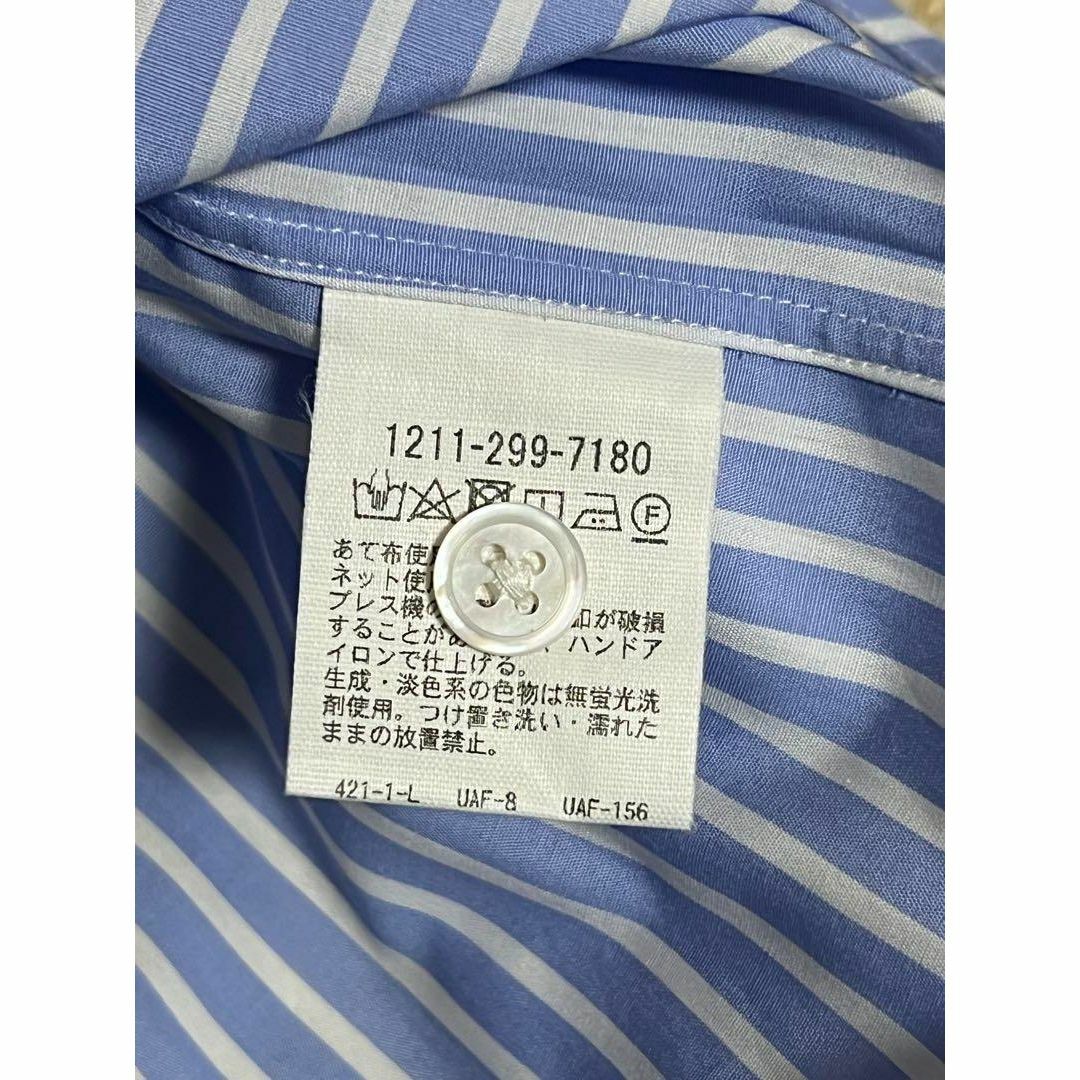 1211-299-7180
F
あて布使
ネット使
プレス機の 釦が破損
することがあ 、ハンドア
イロンで仕上げる。
生成・淡色系の色物は無蛍光洗
剤使用。つけ置き洗い・濡れた
ままの放置禁止。
421-1-L UAF-8 UAF-156